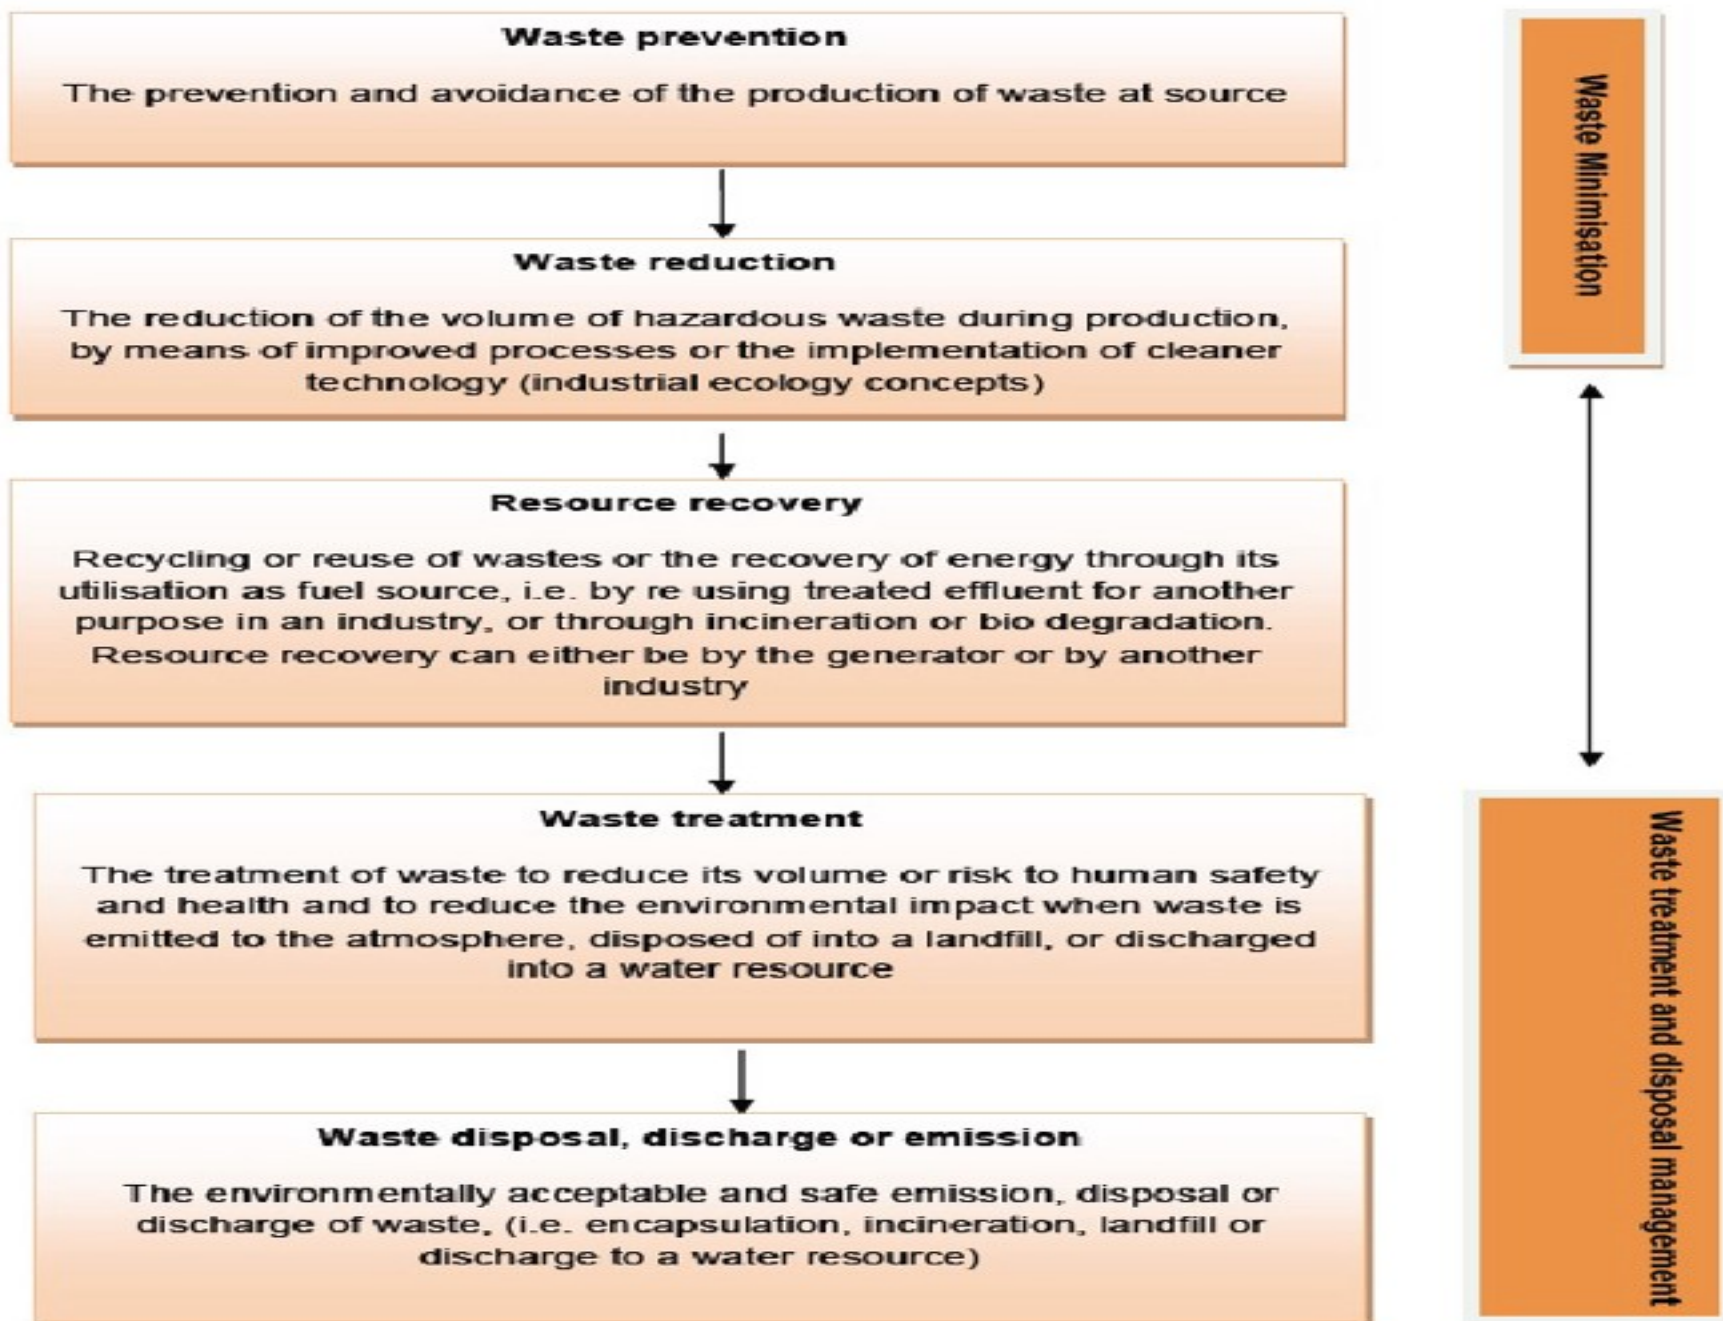 Waste prevention
The prevention and avoidance of the production of waste at source
Waste reduction
The reduction of the volume of hazardous waste during production,
by means of improved processes or the implementation of cleaner
technology (industrial ecology concepts)
Resource recovery
Recycling or reuse of wastes or the recovery of energy through its
utilisation as fuel source, i.e. by re using treated effluent for another
purpose in an industry, or through incineration or bio degradation.
Resource recovery can either be by the generator or by another
industry
Waste treatment
The treatment of waste to reduce its volume or risk to human safety
and health and to reduce the environmental impact when waste is
emitted to the atmosphere, disposed of into a landfill, or discharged
into a water resource
Waste disposal, discharge or emission
The environmentally acceptable and safe emission, disposal or
discharge of waste, (i.e. encapsulation, incineration, landfill or
discharge to a water resource)
Waste Minimisation
Waste treatment and disposal management